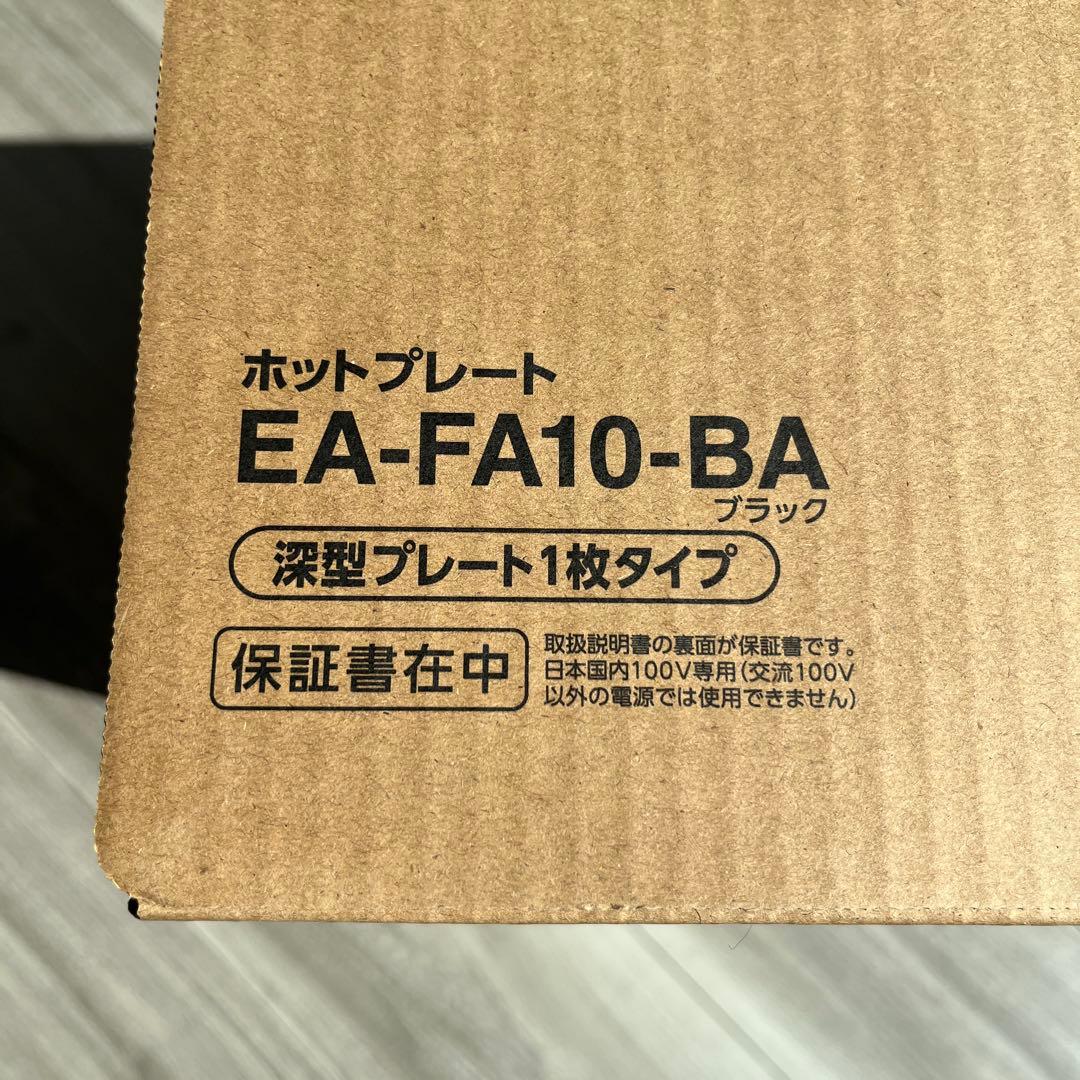 ホットプレート
EA-FA10-BA
ブラック
深型プレート1枚タイプ
保証書在中
取扱説明書の裏面が保証書です。
日本国内100V専用(交流100V
以外の電源では使用できません)